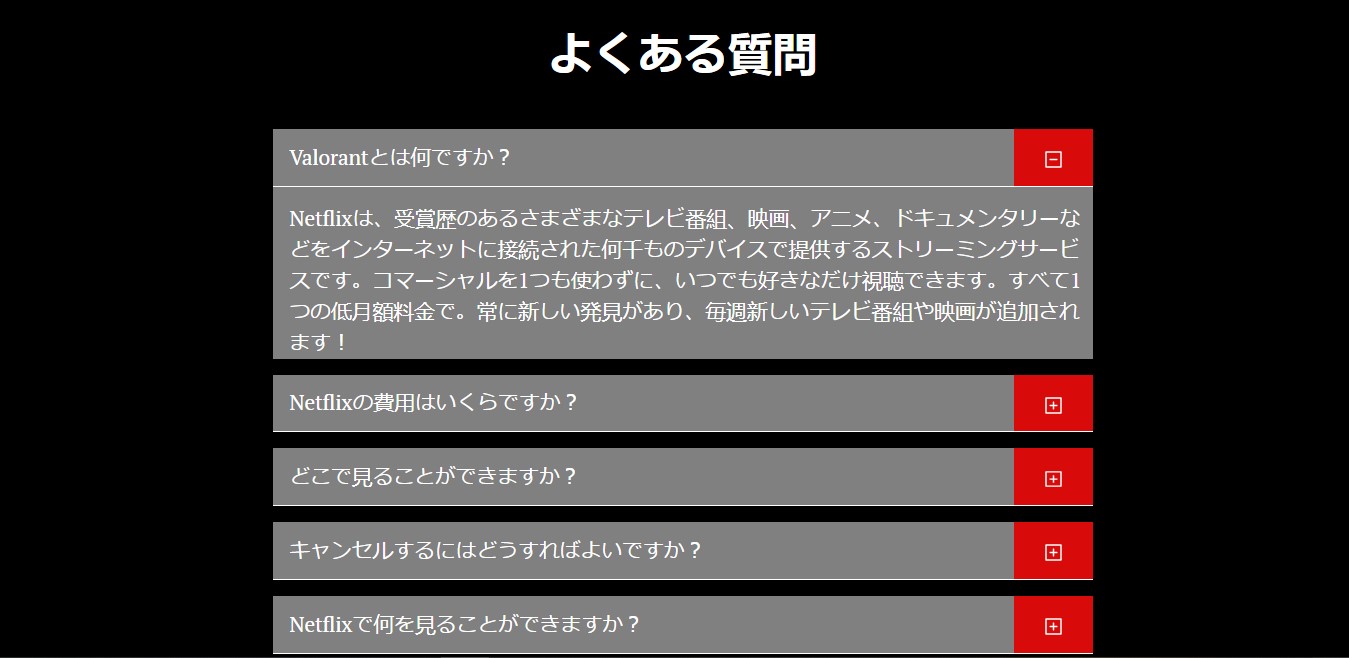 よくある質問
Valorantとは何ですか？
Netflixは、受賞歴のあるさまざまなテレビ番組、映画、アニメ、ドキュメンタリーな
どをインターネットに接続された何千ものデバイスで提供するストリーミングサービ
スです。コマーシャルを1つも使わずに、いつでも好きなだけ視聴できます。すべて1
つの低月額料金で。常に新しい発見があり、毎週新しいテレビ番組や映画が追加され
ます！
Netflixの費用はいくらですか？
どこで見ることができますか？
キャンセルするにはどうすればよいですか？
Netflixで何を見ることができますか？